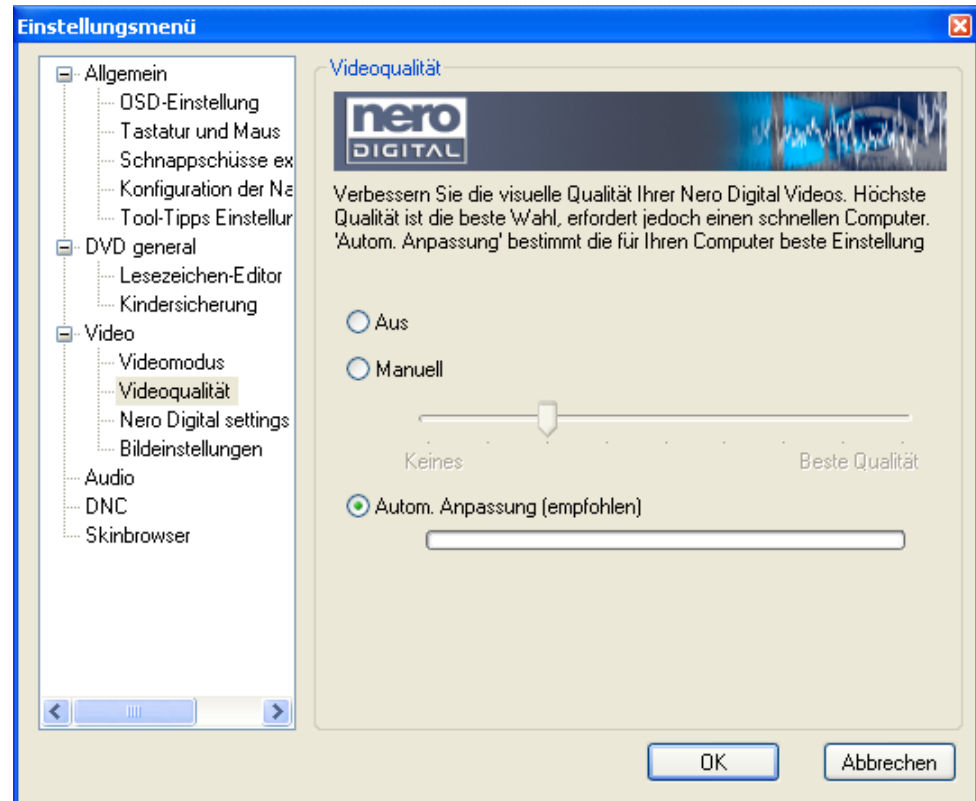 Einstellungsmenü
Allgemein
OSD-Einstellung
Tastatur und Maus
Schnappschüsse ex
Konfiguration der Na
Tool-Tipps Einstellur
DVD general
Lesezeichen-Editor
Kindersicherung
Video
Videomodus
Videoqualität
Nero Digital settings
Bildeinstellungen
Audio
DNC
Skinbrowser
Videoqualität
nero
DIGITAL
Verbessern Sie die visuelle Qualität Ihrer Nero Digital Videos. Höchste
Qualität ist die beste Wahl, erfordert jedoch einen schnellen Computer.
'Autom. Anpassung' bestimmt die für Ihren Computer beste Einstellung
Aus
Manuell
Keines Beste Qualität
Autom. Anpassung (empfohlen)
OK Abbrechen